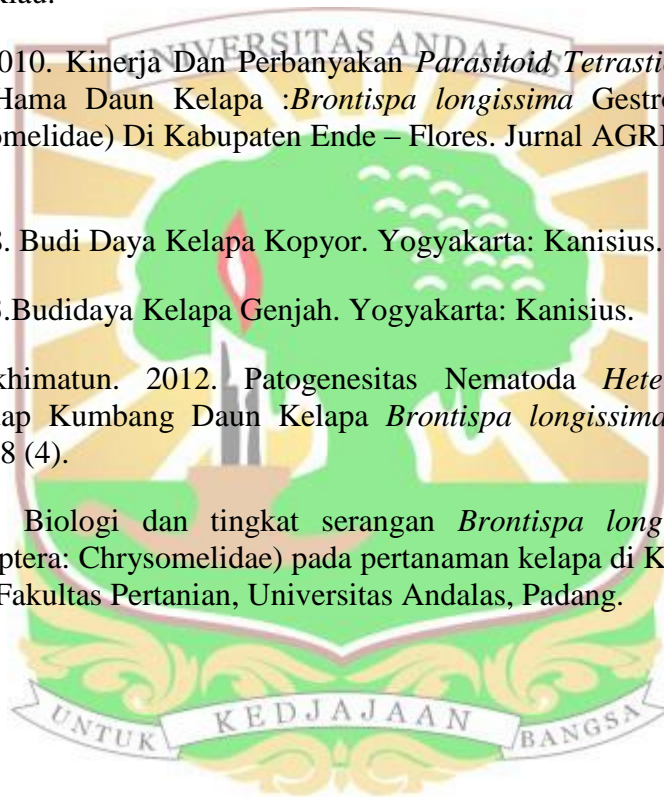 UNIVERSITAS ANDALAS
010. Kinerja Dan Perbanyakan Parasitoid Tetrasti
Hama Daun Kelapa :Brontispa longissima Gestro
omelidae) Di Kabupaten Ende – Flores. Jurnal AGRI
. Budi Daya Kelapa Kopyor. Yogyakarta: Kanisius.
.Budidaya Kelapa Genjah. Yogyakarta: Kanisius.
khimatun. 2012. Patogenesitas Nematoda Hete
ap Kumbang Daun Kelapa Brontispa longissima
8 (4).
Biologi dan tingkat serangan Brontispa long
ptera: Chrysomelidae) pada pertanaman kelapa di K
Fakultas Pertanian, Universitas Andalas, Padang.
UNTUK KEDJAJAAN BANGSA